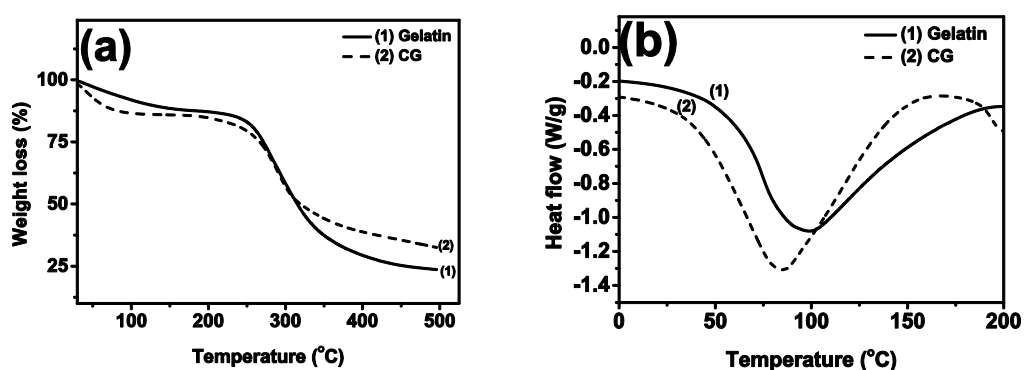 (a)
(1) Gelatin
(2) CG
100
75
50
25
Weight loss (%)
(2)
(1)
100
200
300
400
500
Temperature (°C)
(b)
(1) Gelatin
(2) CG
0.0
-0.2
-0.4
-0.6
-0.8
-1.0
-1.2
-1.4
Heat flow (W/g)
(1)
(2)
0
50
100
150
200
Temperature (°C)